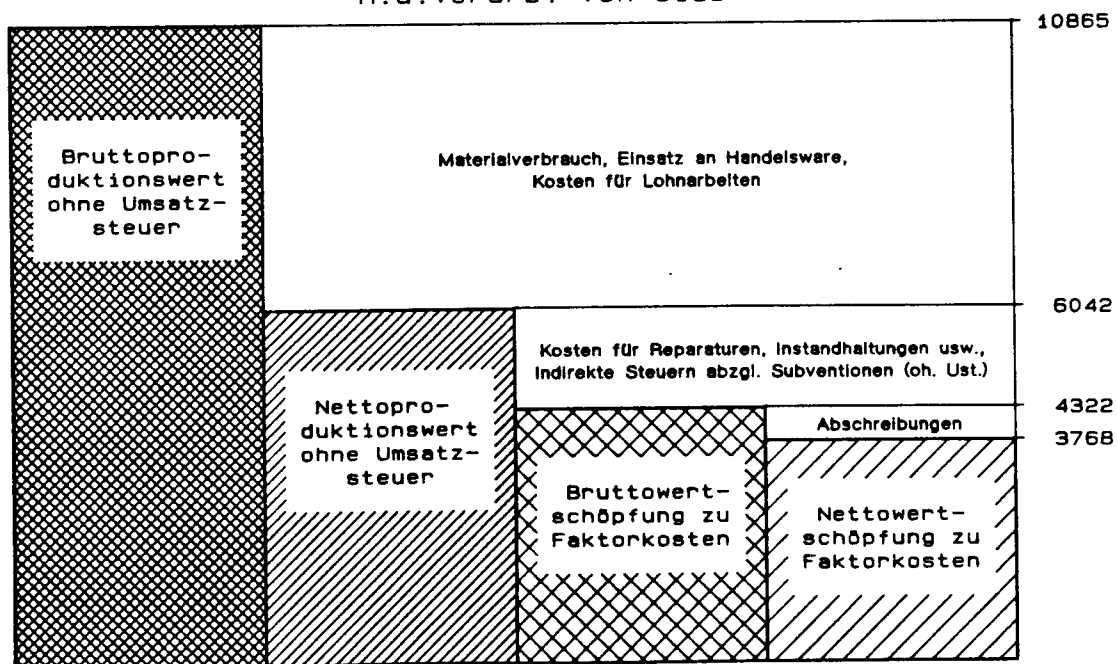 10865
Bruttopro-
duktionswert
ohne Umsatz-
steuer
Materialverbrauch, Einsatz an Handelsware,
Kosten für Lohnarbeiten
6042
Kosten für Reparaturen, Instandhaltungen usw.,
Indirekte Steuern abzgl. Subventionen (oh. Ust.)
4322
Abschreibungen
3768
Nettopro-
duktionswert
ohne Umsatz-
steuer
Bruttowert-
schöpfung zu
Faktorkosten
Nettowert-
schöpfung zu
Faktorkosten